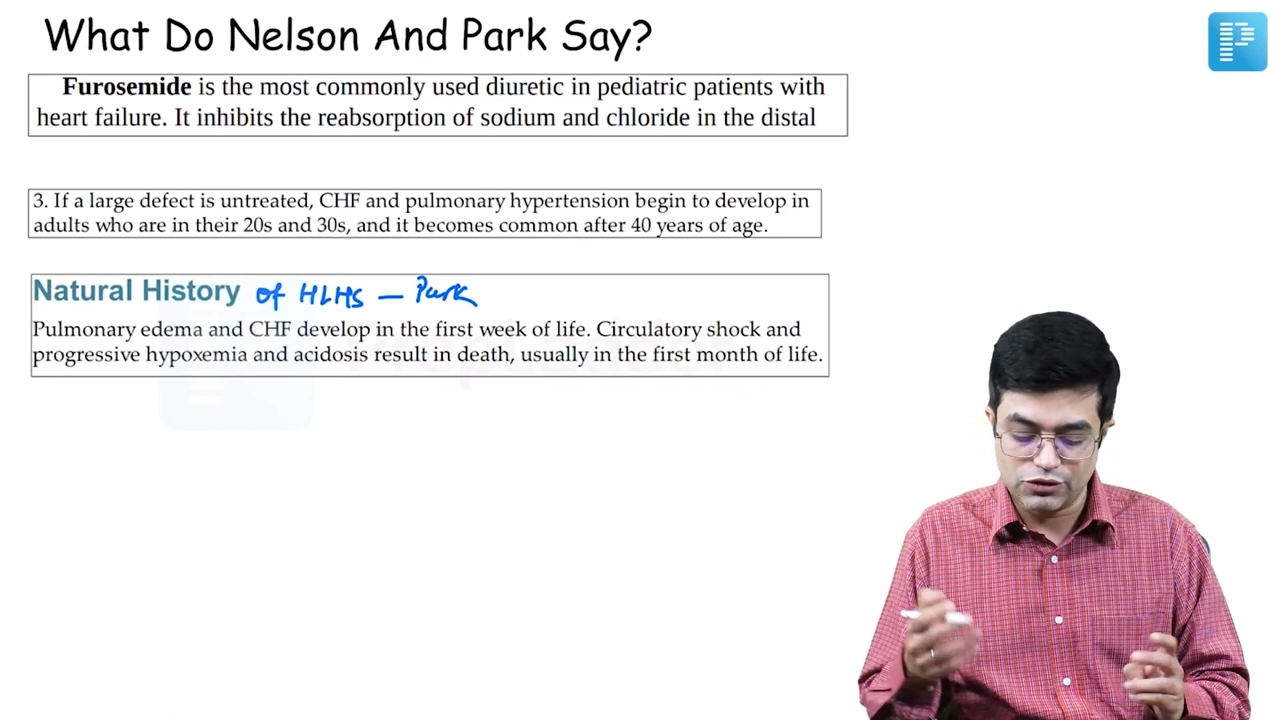 What Do Nelson And Park Say?
Furosemide is the most commonly used diuretic in pediatric patients with
heart failure. It inhibits the reabsorption of sodium and chloride in the distal
3. If a large defect is untreated, CHF and pulmonary hypertension begin to develop in
adults who are in their 20s and 30s, and it becomes common after 40 years of age.
Natural History of HLHS - Park
Pulmonary edema and CHF develop in the first week of life. Circulatory shock and
progressive hypoxemia and acidosis result in death, usually in the first month of life.